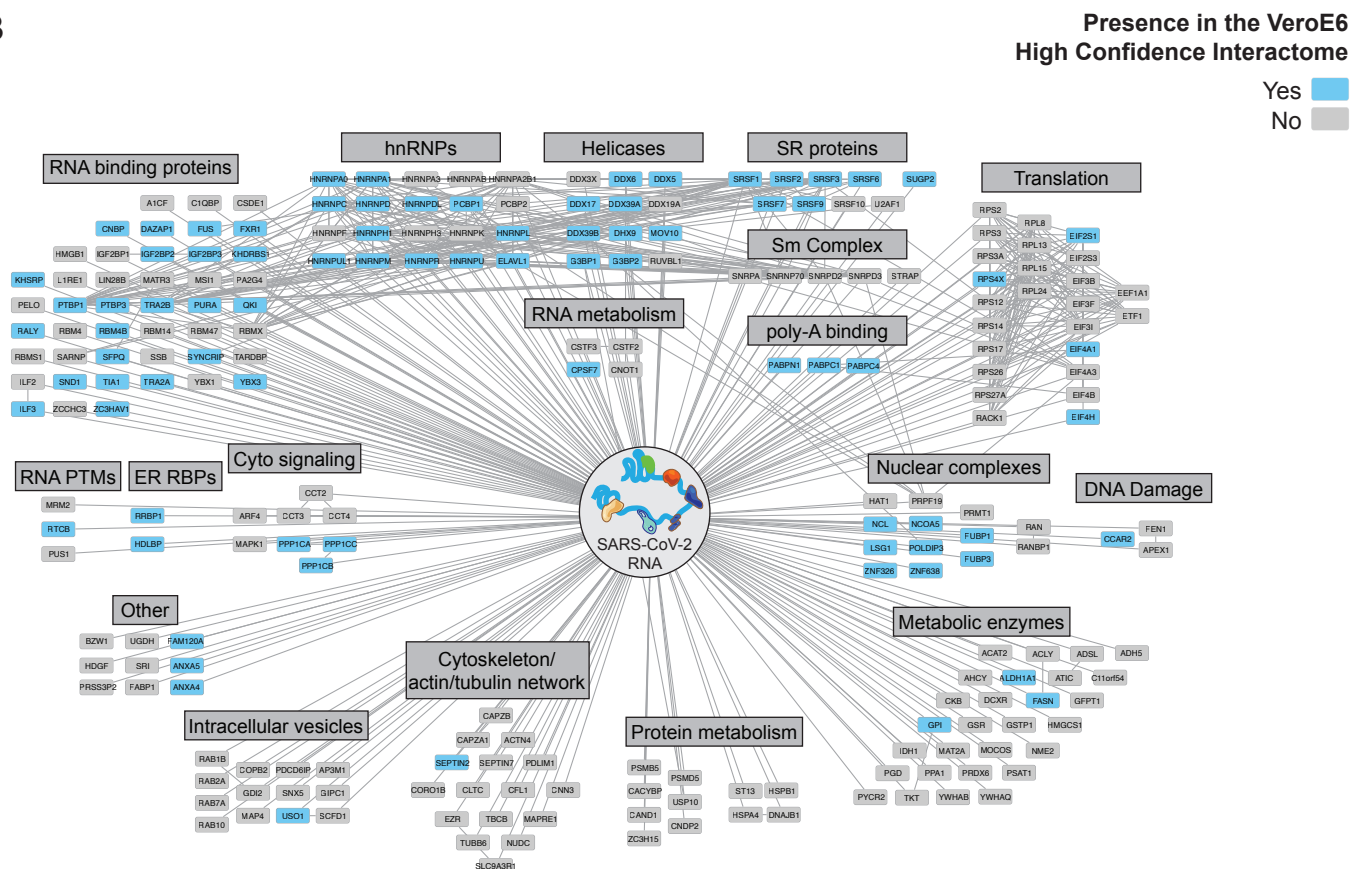 Presence in the VeroE6
High Confidence Interactome
Yes
No
RNA binding proteins
hnRNPs
Helicases
SR proteins
Translation
HNRNPA0 HNRNPA1 HNRNPA3 HNRNPAB HNRNPA2B1
HNRNPC HNRNPD HNRNPDL PCBP1 PCBP2
HNRNPF HNRNPH1 HNRNPH3 HNRNPK HNRNPL
HNRNPUL1 HNRNPM HNRNPR HNRNPU ELAVL1
DDX3X DDX6 DDX5
DDX17 DDX39A DDX19A
DDX39B DHX9 MOV10
G3BP1 G3BP2 RUVBL1
SRSF1 SRSF2 SRSF3 SRSF6 SUGP2
SRSF7 SRSF9 SRSF10 U2AF1
Sm Complex
SNRPA SNRNP70 SNRPD2 SNRPD3 STRAP
A1CF C1QBP CSDE1
CNBP DAZAP1 FUS FXR1
HMGB1 IGF2BP1 IGF2BP2 IGF2BP3 KHDRBS1
KHSRP L1RE1 LIN28B MATR3 MSI1 PA2G4
PELO PTBP1 PTBP3 TRA2B PURA QKI
RALY RBM4 RBM4B RBM14 RBM47 RBMX
RBMS1 SARNP SFPQ SSB SYNCRIP TARDBP
ILF2 SND1 TIA1 TRA2A YBX1 YBX3
ILF3 ZCCHC3 ZC3HAV1
RNA metabolism
CSTF3 CSTF2
CPSF7 CNOT1
poly-A binding
PABPN1 PABPC1 PABPC4
RPS2
RPS3
RPS3A
RPS4X
RPS12
RPS14
RPS17
RPS26
RPS27A
RACK1
RPL8
RPL13
RPL15
RPL24
EIF2S1
EIF2S3
EIF3B
EIF3F
EIF3I
EIF4A1
EIF4A3
EIF4B
EIF4H
EEF1A1
ETF1
RNA PTMs
MRM2
RTCB
PUS1
ER RBPs
RRBP1
HDLBP
Cyto signaling
CCT2
ARF4 CCT3 CCT4
MAPK1 PPP1CA PPP1CC
PPP1CB
SARS-CoV-2
RNA
Nuclear complexes
HAT1 PRPF19
PRMT1
NCL NCOA5
FUBP1
LSG1 POLDIP3
FUBP3
ZNF326 ZNF638
RAN
RANBP1
DNA Damage
FEN1
CCAR2
APEX1
Other
BZW1 UGDH FAM120A
HDGF SRI ANXA5
PRSS3P2 FABP1 ANXA4
Intracellular vesicles
RAB1B
RAB2A
RAB7A
RAB10
COPB2 PDCD6IP AP3M1
GDI2 SNX5 GIPC1
MAP4 USO1 SCFD1
Cytoskeleton/
actin/tubulin network
CAPZB
CAPZA1 ACTN4
SEPTIN2 SEPTIN7 PDLIM1
CORO1B CLTC CFL1 CNN3
EZR TBCB MAPRE1
TUBB6 NUDC
SLC9A3R1
Protein metabolism
PSMB5
CACYBP
CAND1
ZC3H15
PSMD5
USP10
CNDP2
ST13 HSPB1
HSPA4 DNAJB1
Metabolic enzymes
ACAT2 ACLY ADSL ADH5
AHCY ALDH1A1 ATIC C11orf54
CKB DCXR FASN GFPT1
GPI GSR GSTP1 HMGCS1
IDH1 MAT2A MOCOS NME2
PGD PPA1 PRDX6 PSAT1
PYCR2 TKT YWHAB YWHAQ